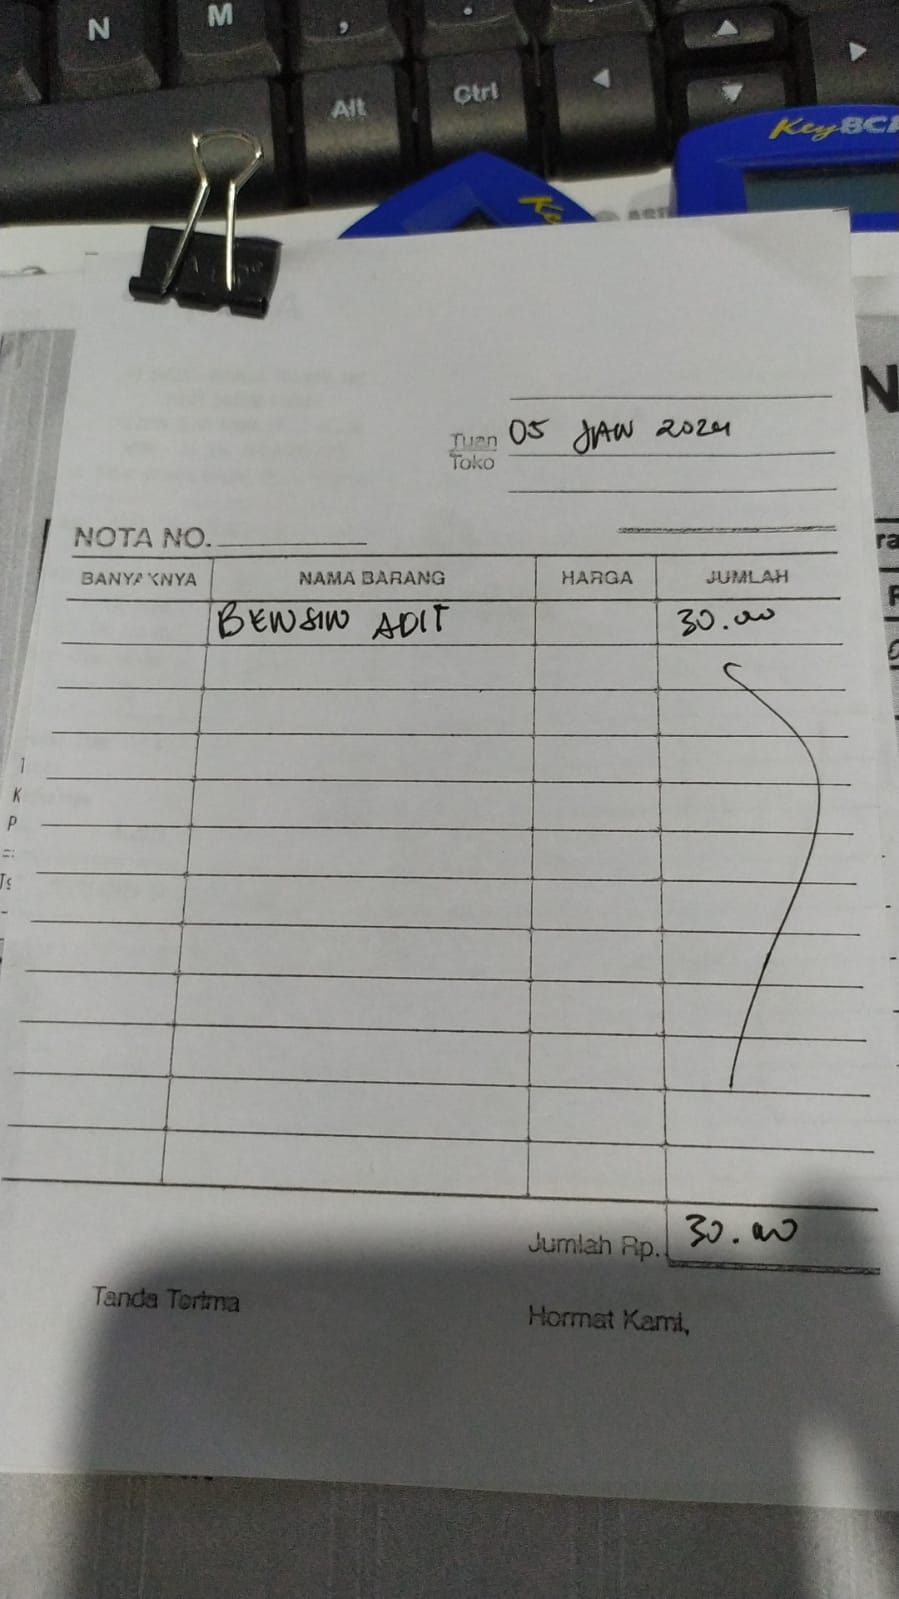 N M , .
Alt Ctrl
KeyBCA
Tuan 05 JAN 2024
Toko
NOTA NO.
BANYAKNYA NAMA BARANG HARGA JUMLAH
BENSIN ADIT 30.000
Jumlah Rp. 30.000
Tanda Terima
Hormat Kami,